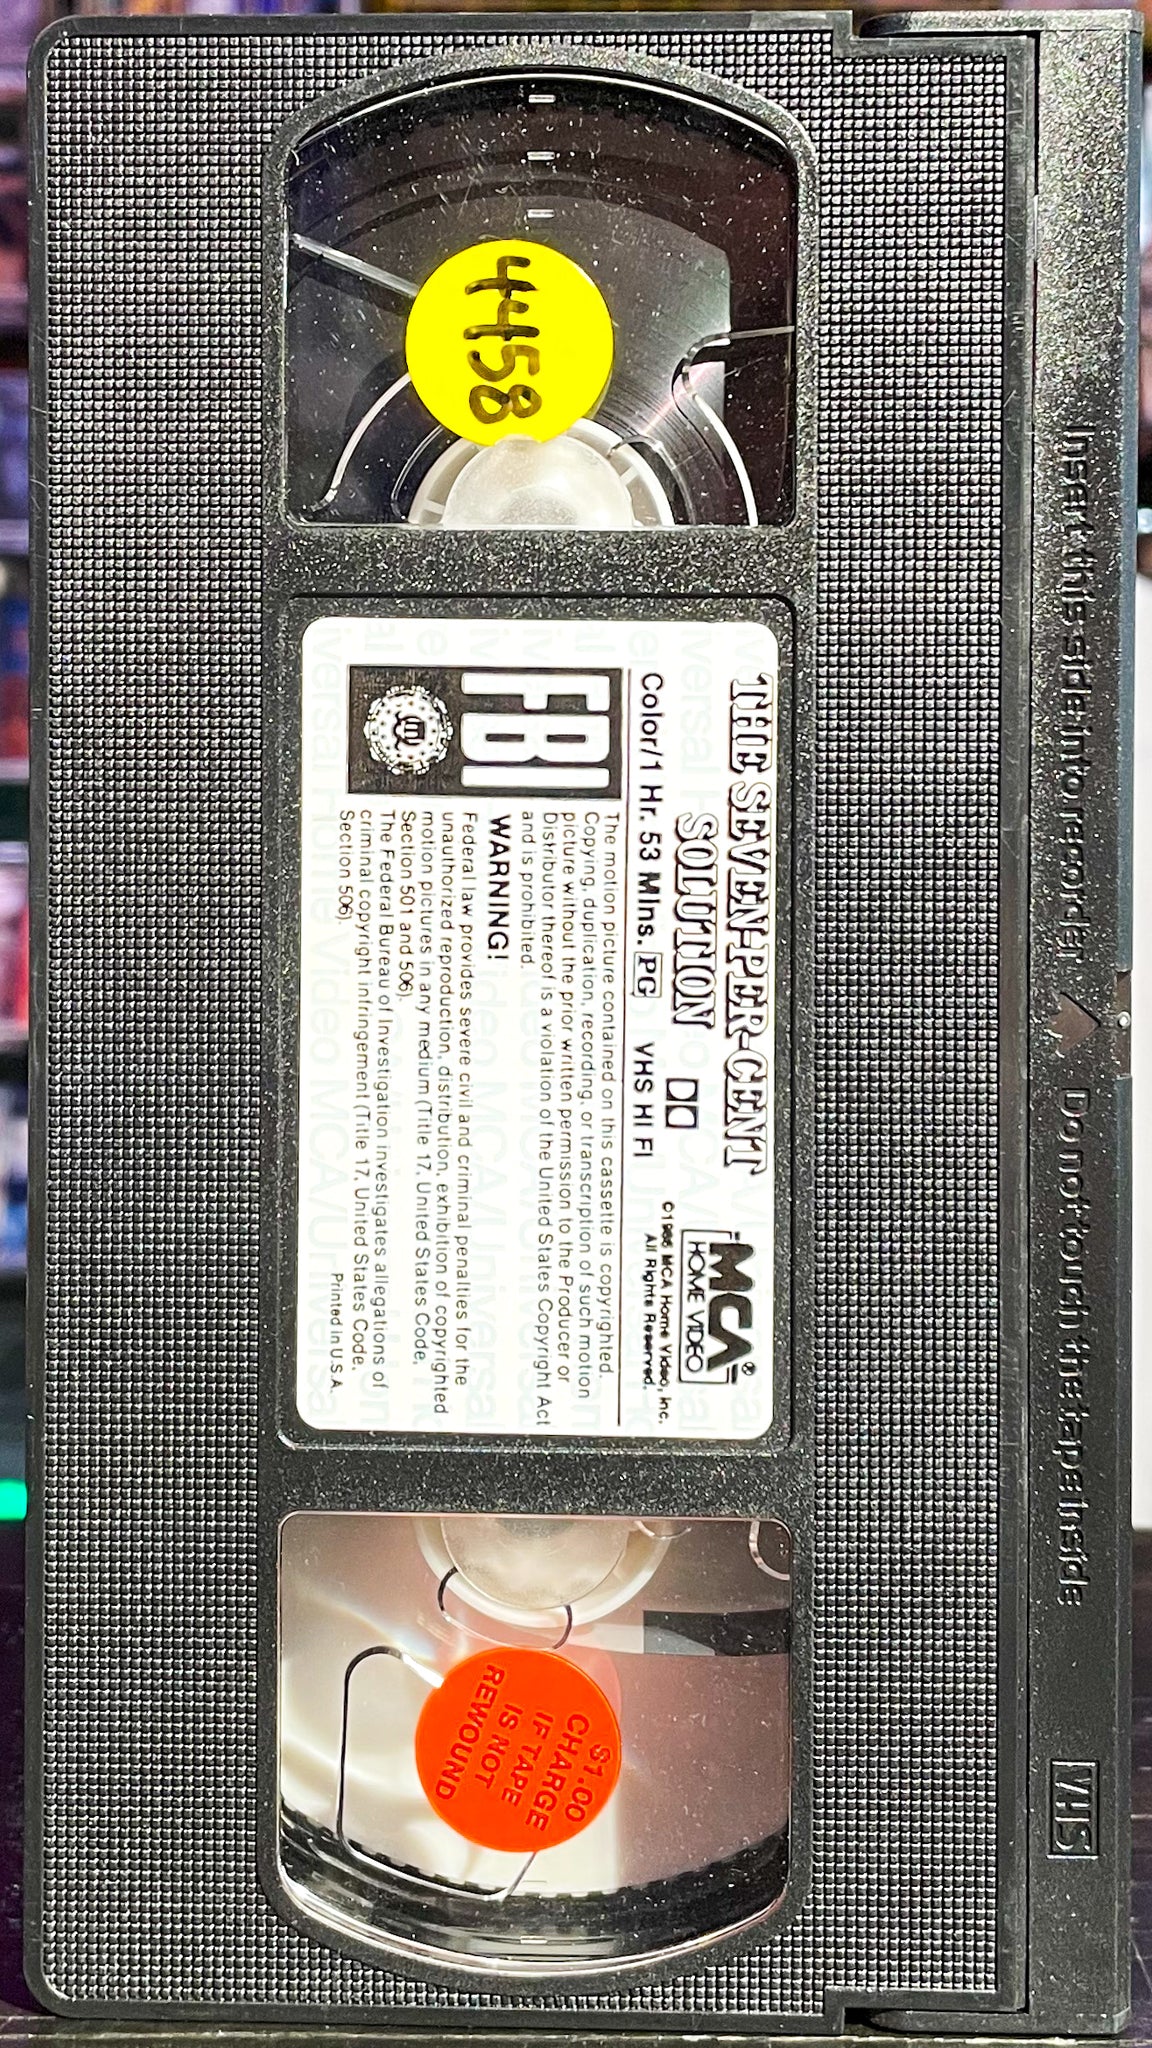 Insert this side into recorder
Do not touch the tape inside
VHS
4458
THE SEVEN-PER-CENT
SOLUTION
Color/1 Hr. 53 Mins. PG VHS HI FI
MCA®
HOME VIDEO
MCA Home Video, Inc.
All Rights Reserved.
FBI
The motion picture contained on this cassette is copyrighted.
Copying, duplication, recording, or transcription of such motion
picture without the prior written permission to the Producer or
Distributor thereof is a violation of the United States Copyright Act
and is prohibited.
WARNING!
Federal law provides severe civil and criminal penalties for the
unauthorized reproduction, distribution, exhibition of copyrighted
motion pictures in any medium (Title 17, United States Code,
Section 501 and 506).
The Federal Bureau of Investigation investigates allegations of
criminal copyright infringement (Title 17, United States Code,
Section 506).
Printed in U.S.A.
$1.00
CHARGE
IF TAPE
IS NOT
REWOUND